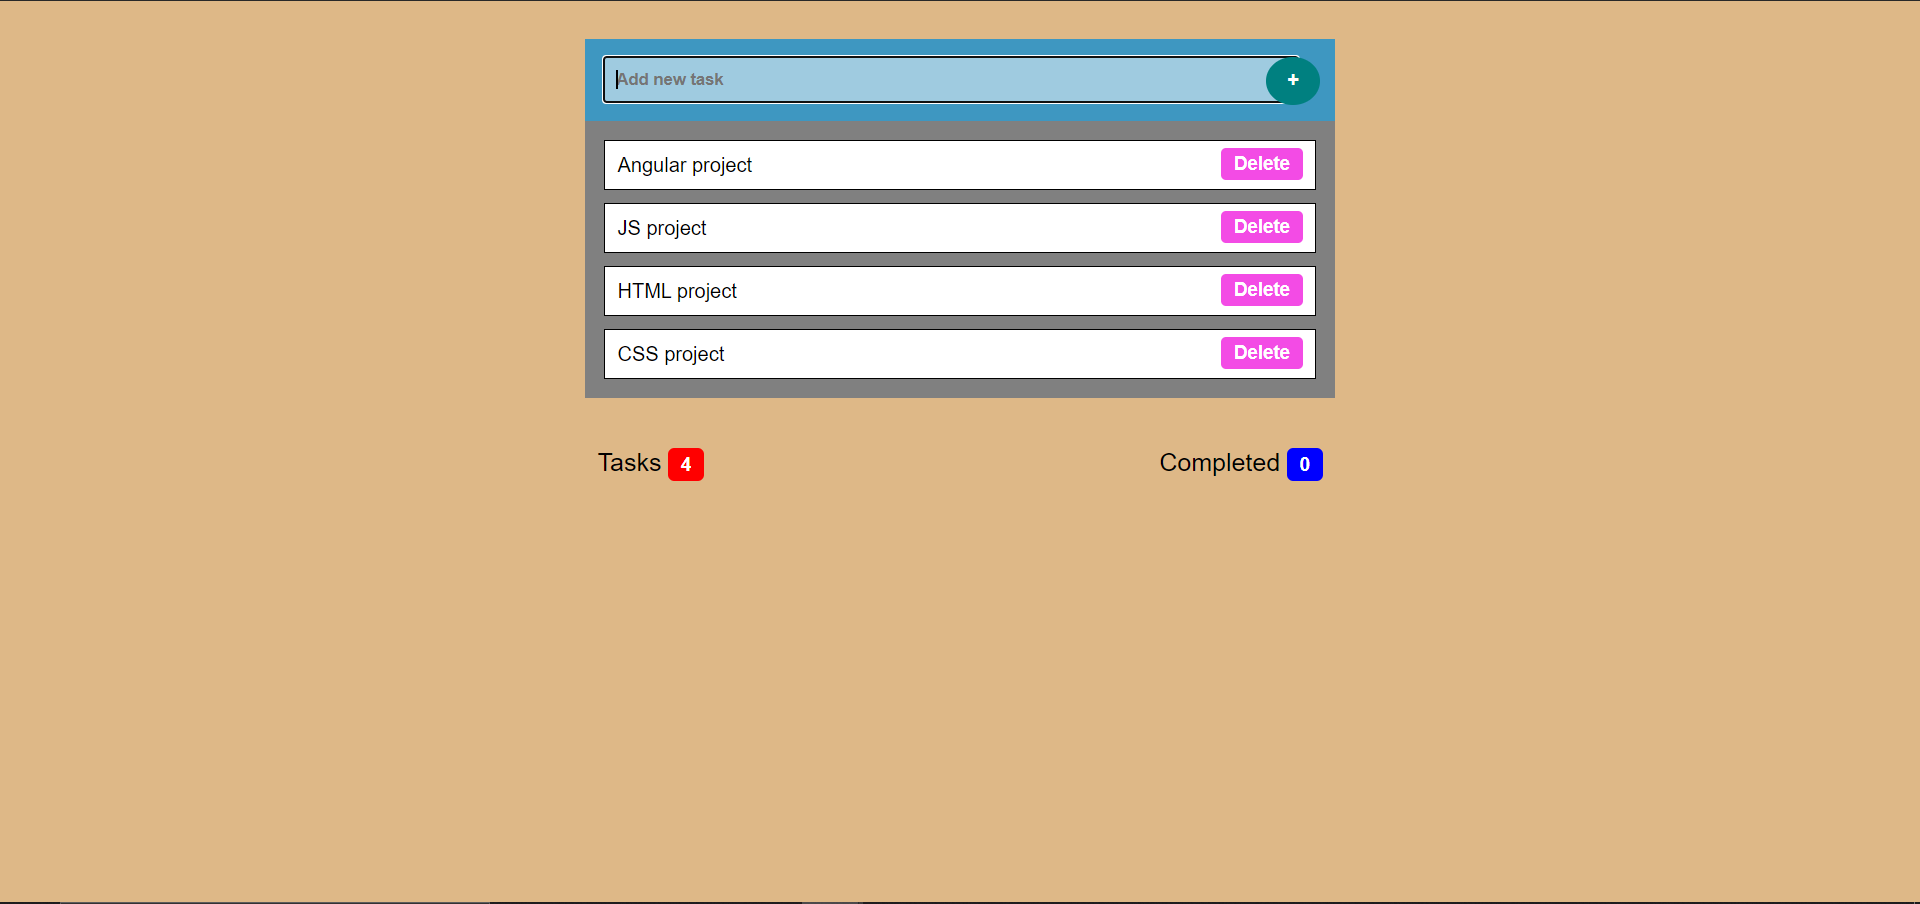 Add new task +
Angular project Delete
JS project Delete
HTML project Delete
CSS project Delete
Tasks 4 Completed 0